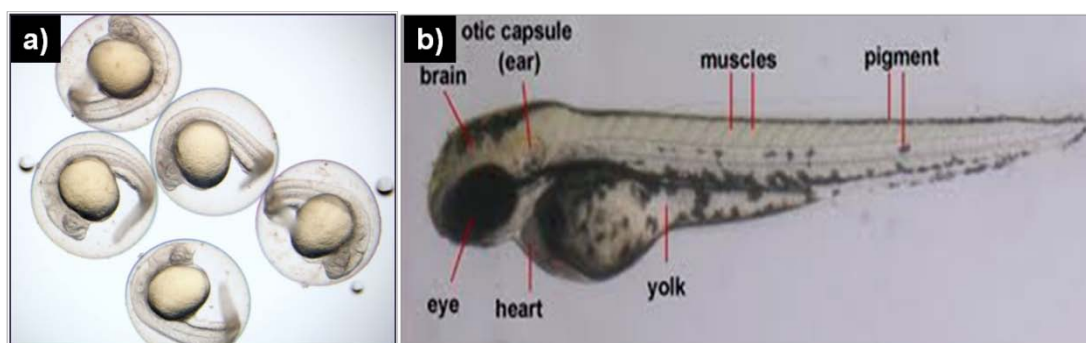 a)
b)
otic capsule
(ear)
brain
muscles
pigment
eye
heart
yolk